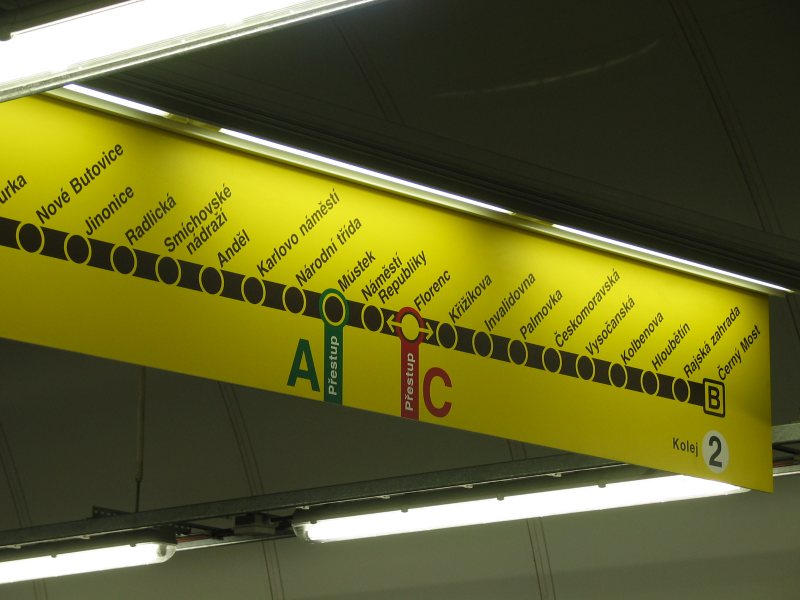 urka
Nové Butovice
Jinonice
Radlická
Smíchovské
nádraží
Anděl
Karlovo náměstí
Národní třída
Můstek
Náměstí
Republiky
Florenc
Křižíkova
Invalidovna
Palmovka
Českomoravská
Vysočanská
Kolbenova
Hloubětín
Rajská zahrada
Černý Most
B
A
Přestup
Přestup
C
Kolej 2